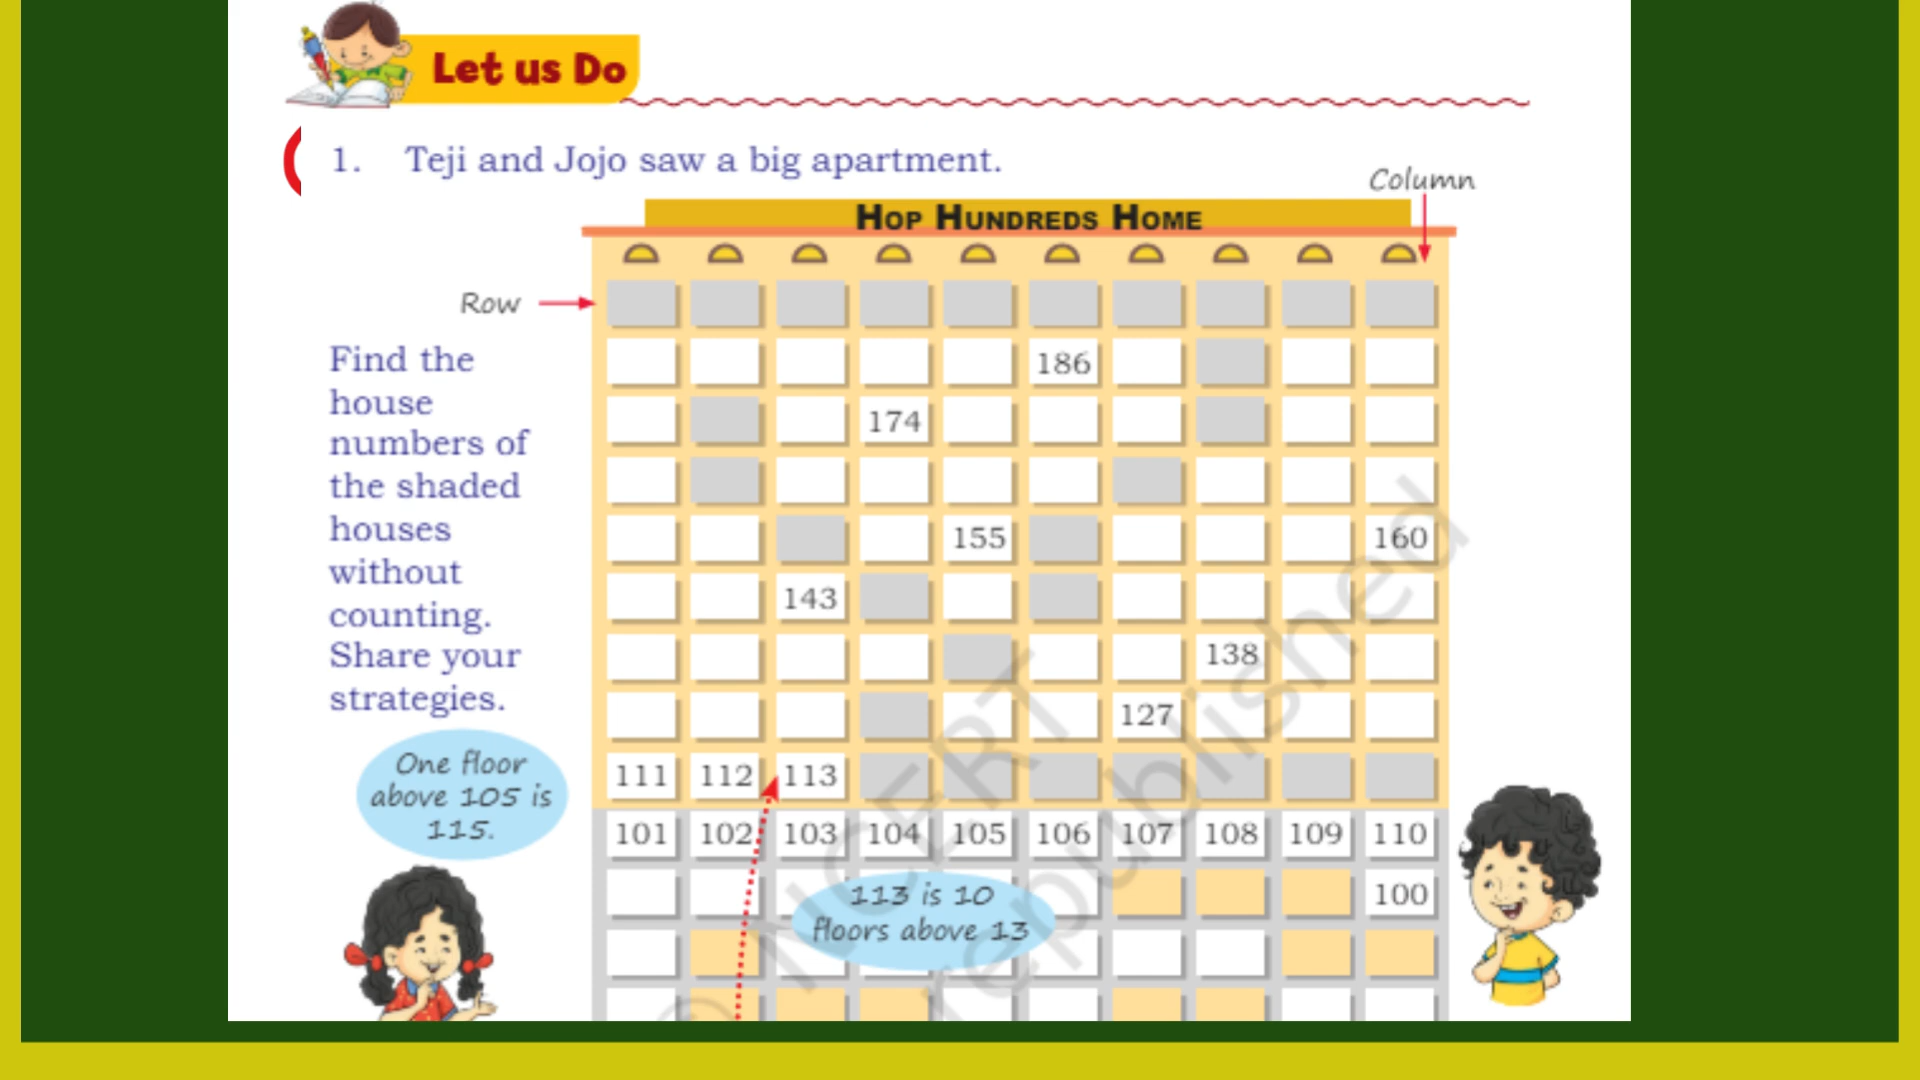 Let us Do
1. Teji and Jojo saw a big apartment.
Column
HOP HUNDREDS HOME
Row
Find the
house
numbers of
the shaded
houses
without
counting.
Share your
strategies.
186
174
155 160
143
138
127
111 112 113
101 102 103 104 105 106 107 108 109 110
100
One floor
above 105 is
115.
113 is 10
floors above 13
© NCERT
republished